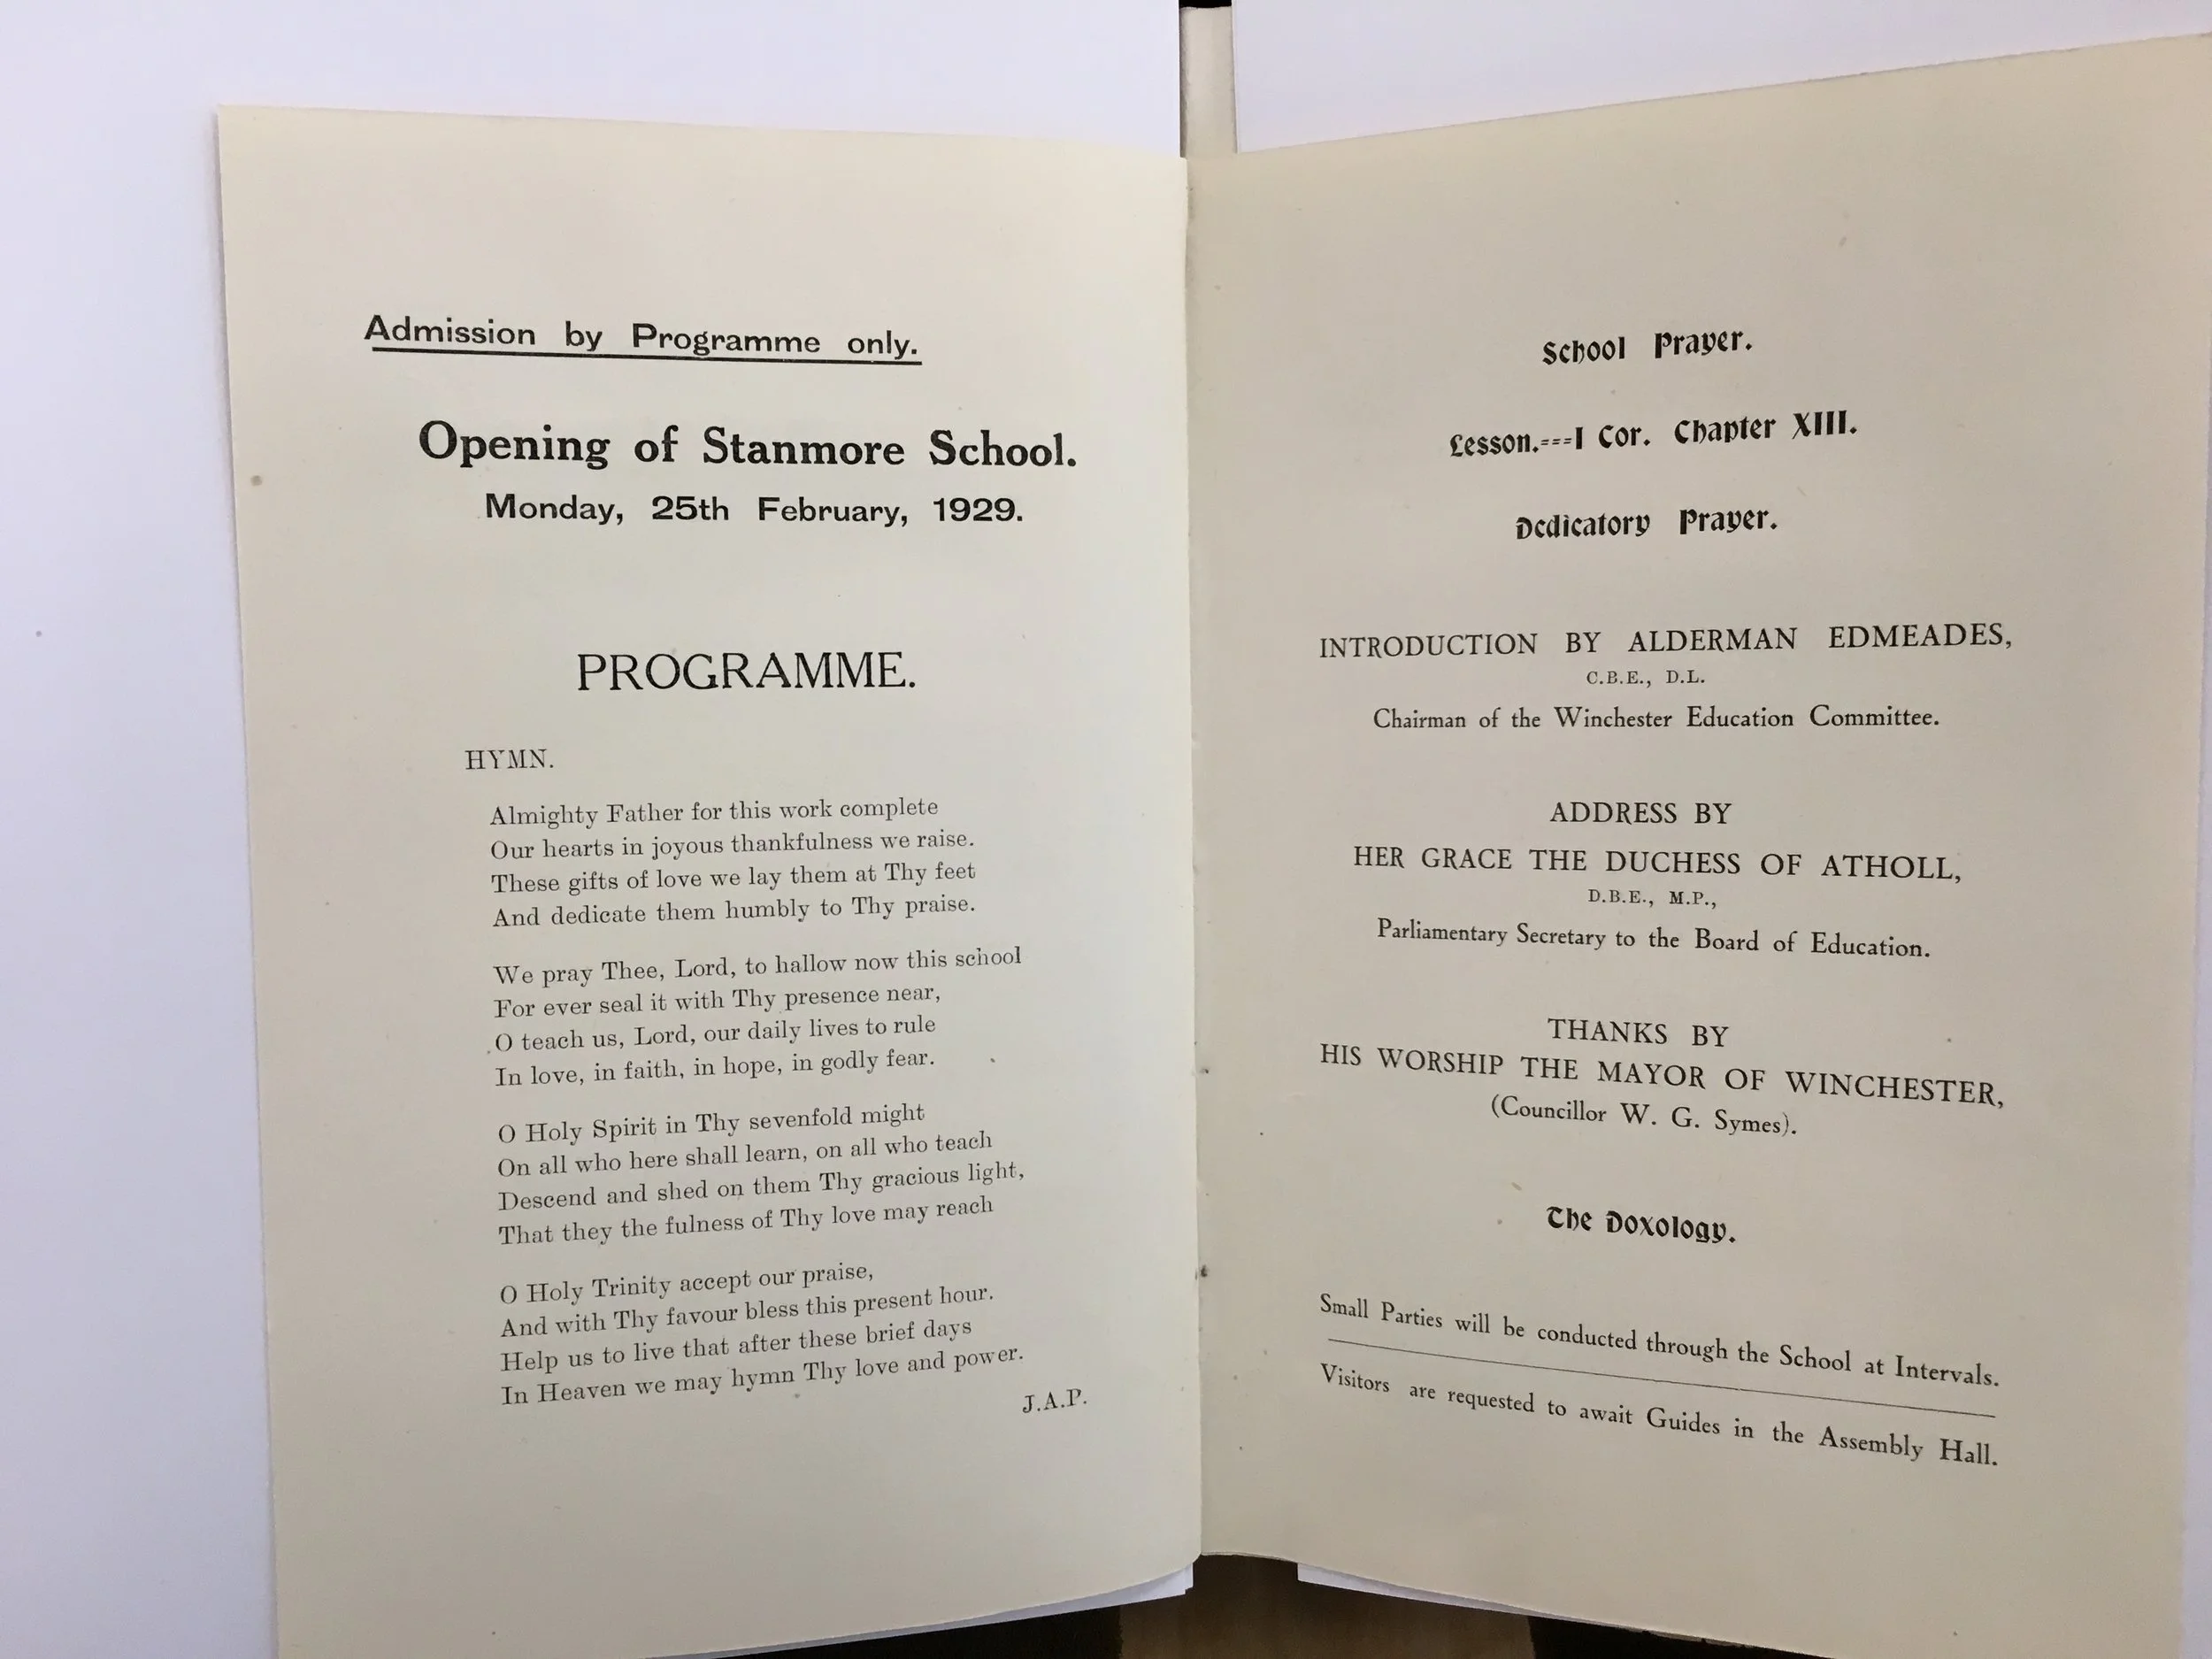 Admission by Programme only.
Opening of Stanmore School.
Monday, 25th February, 1929.
PROGRAMME.
HYMN.
Almighty Father for this work complete
Our hearts in joyous thankfulness we raise.
These gifts of love we lay them at Thy feet
And dedicate them humbly to Thy praise.
We pray Thee, Lord, to hallow now this school
For ever seal it with Thy presence near,
O teach us, Lord, our daily lives to rule
In love, in faith, in hope, in godly fear.
O Holy Spirit in Thy sevenfold might
On all who here shall learn, on all who teach
Descend and shed on them Thy gracious light,
That they the fulness of Thy love may reach
O Holy Trinity accept our praise,
And with Thy favour bless this present hour.
Help us to live that after these brief days
In Heaven we may hymn Thy love and power.
J.A.P.
School Prayer.
Lesson.---I Cor. Chapter XIII.
Dedicatory Prayer.
INTRODUCTION BY ALDERMAN EDMEADES,
C.B.E., D.L.
Chairman of the Winchester Education Committee.
ADDRESS BY
HER GRACE THE DUCHESS OF ATHOLL,
D.B.E., M.P.,
Parliamentary Secretary to the Board of Education.
THANKS BY
HIS WORSHIP THE MAYOR OF WINCHESTER,
(Councillor W. G. Symes).
The Doxology.
Small Parties will be conducted through the School at Intervals.
Visitors are requested to await Guides in the Assembly Hall.